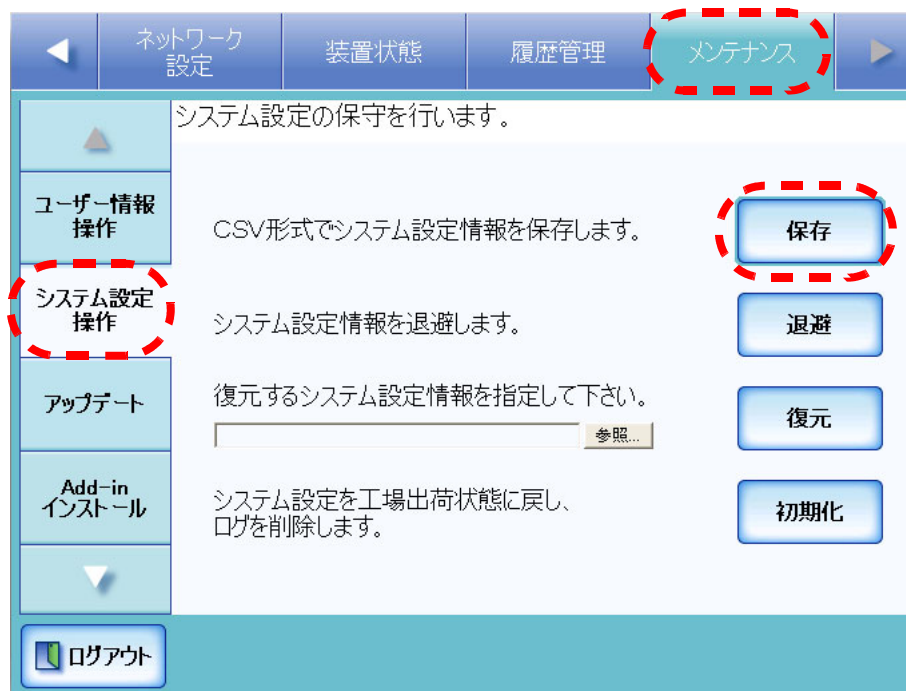 ネットワーク
設定
装置状態
履歴管理
メンテナンス
システム設定の保守を行います。
ユーザー情報
操作
CSV形式でシステム設定情報を保存します。
保存
システム設定
操作
システム設定情報を退避します。
退避
アップデート
復元するシステム設定情報を指定して下さい。
参照...
復元
Add-in
インストール
システム設定を工場出荷状態に戻し、
ログを削除します。
初期化
ログアウト